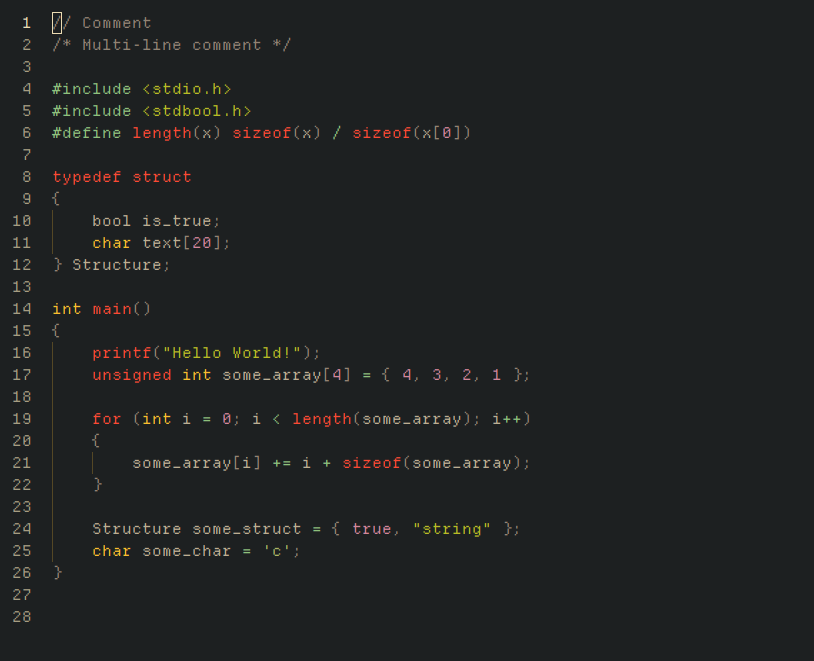 1 // Comment
2 /* Multi-line comment */
3
4 #include <stdio.h>
5 #include <stdbool.h>
6 #define length(x) sizeof(x) / sizeof(x[0])
7
8 typedef struct
9 {
10     bool is_true;
11     char text[20];
12 } Structure;
13
14 int main()
15 {
16     printf("Hello World!");
17     unsigned int some_array[4] = { 4, 3, 2, 1 };
18
19     for (int i = 0; i < length(some_array); i++)
20     {
21         some_array[i] += i + sizeof(some_array);
22     }
23
24     Structure some_struct = { true, "string" };
25     char some_char = 'c';
26 }
27
28